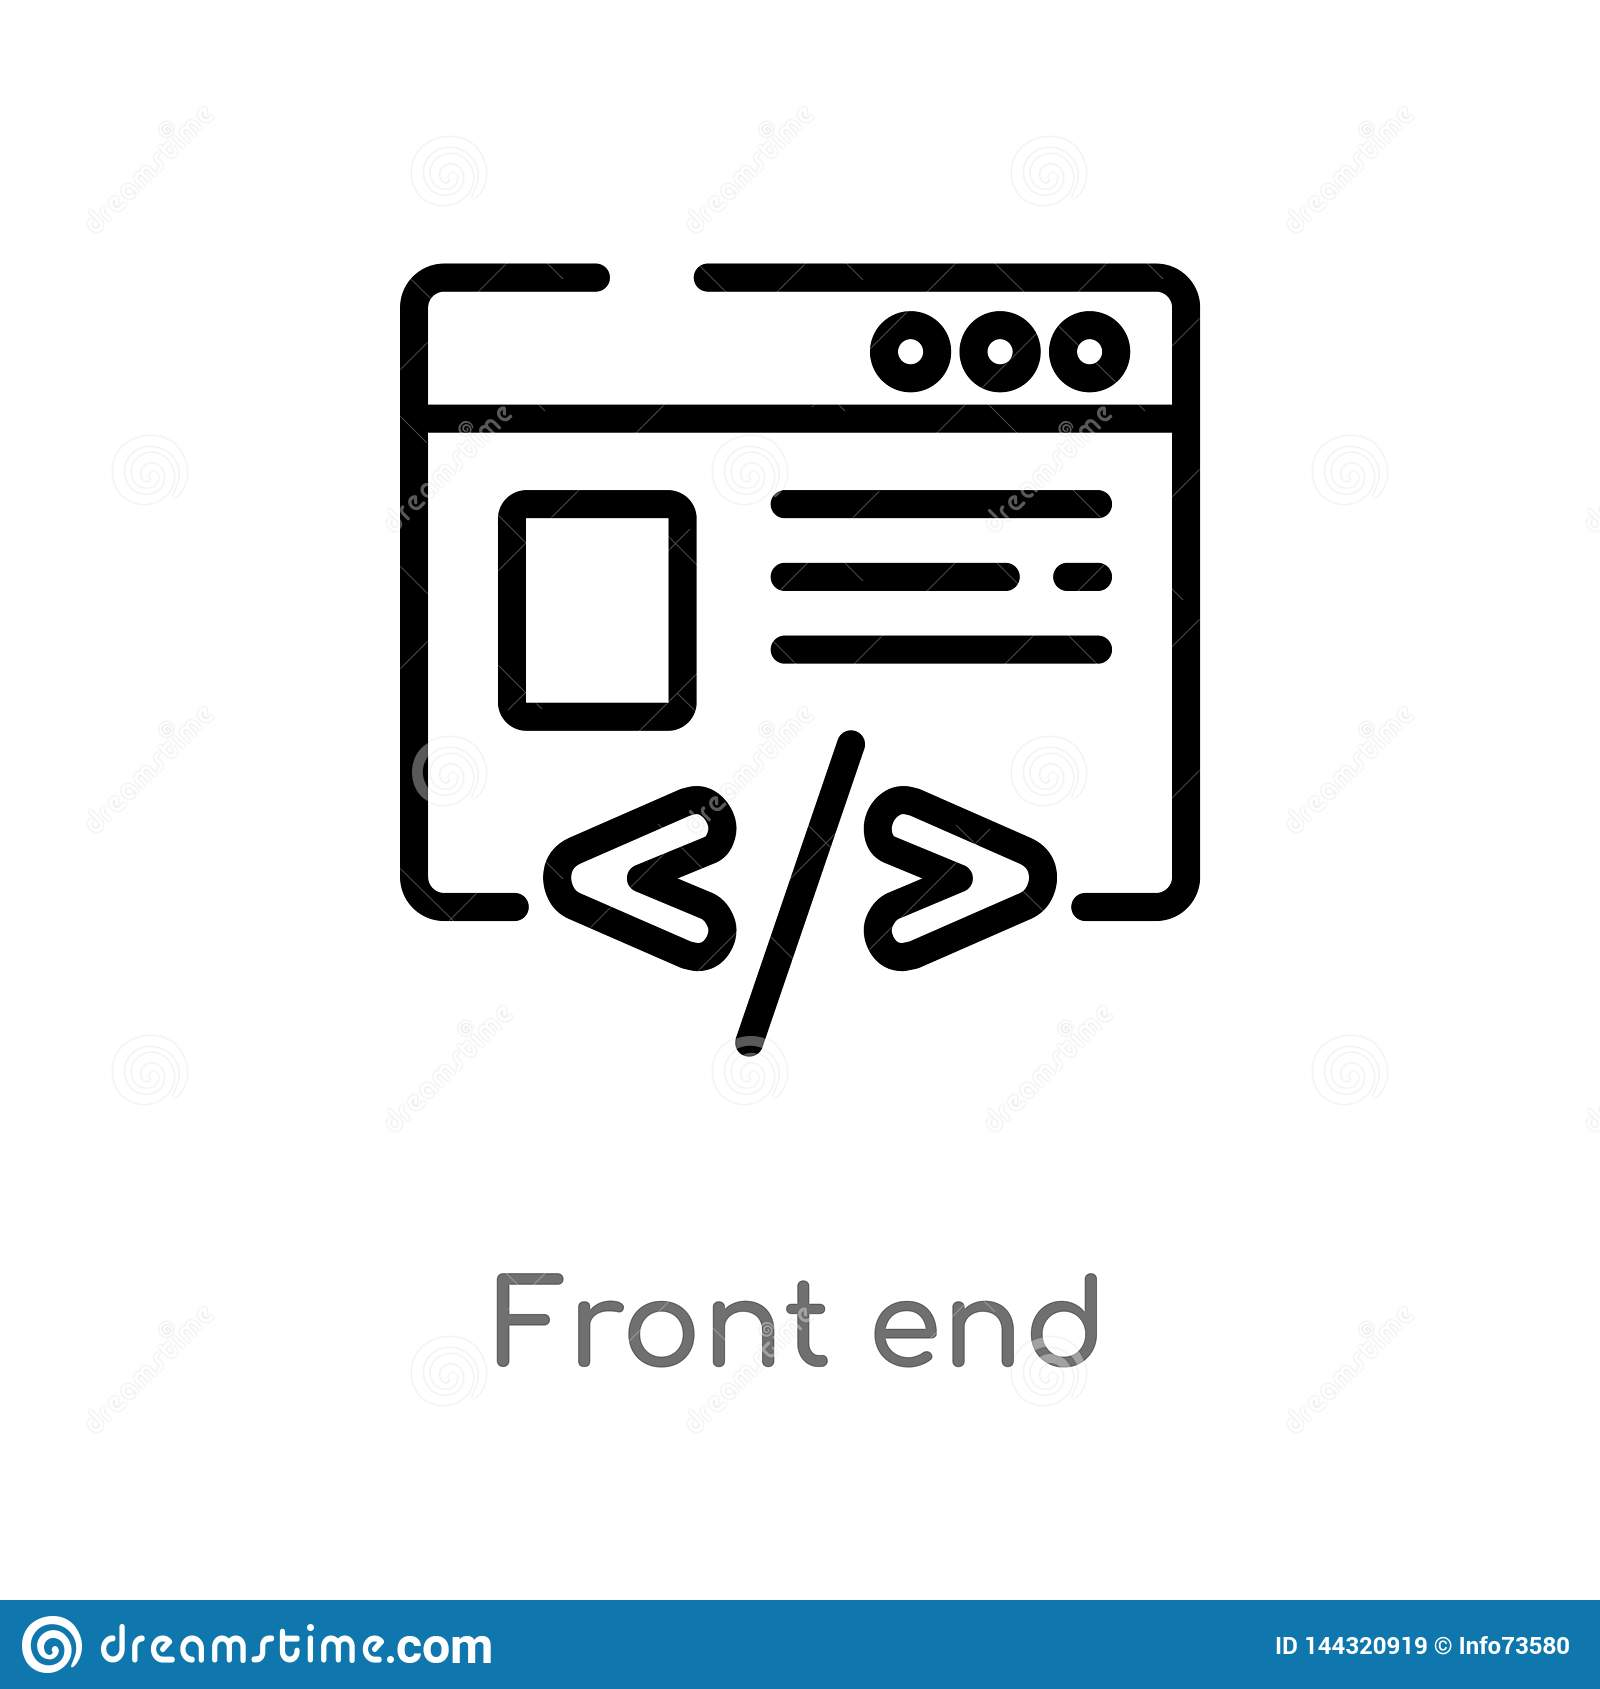 </>
Front end
dreamstime.com
ID 144320919 © Info73580